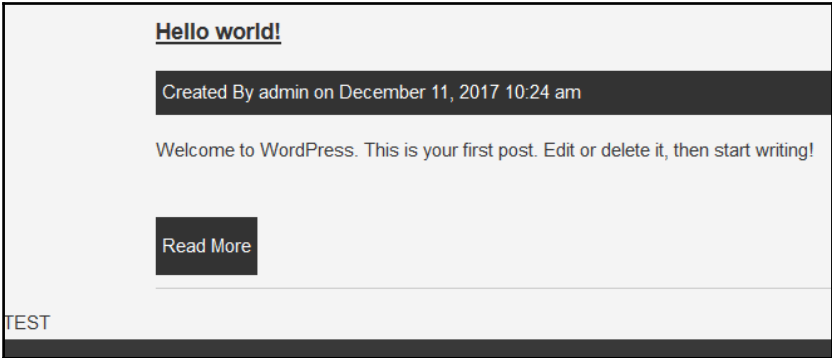 Hello world!
Created By admin on December 11, 2017 10:24 am
Welcome to WordPress. This is your first post. Edit or delete it, then start writing!
Read More
TEST